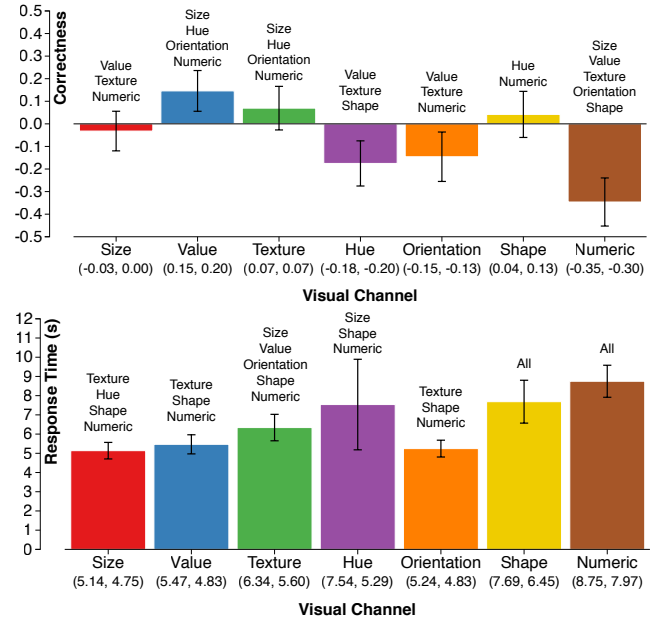 0.5
0.4
0.3
0.2
0.1
0.0
-0.1
-0.2
-0.3
-0.4
-0.5
Correctness
Value
Texture
Numeric
Size
Hue
Orientation
Numeric
Size
Hue
Orientation
Numeric
Value
Texture
Shape
Value
Texture
Numeric
Hue
Numeric
Size
Value
Texture
Orientation
Shape
Size Value Texture Hue Orientation Shape Numeric
(-0.03, 0.00) (0.15, 0.20) (0.07, 0.07) (-0.18, -0.20) (-0.15, -0.13) (0.04, 0.13) (-0.35, -0.30)
Visual Channel
12
11
10
9
8
7
6
5
4
3
2
1
0
Response Time (s)
Texture
Hue
Shape
Numeric
Texture
Shape
Numeric
Size
Value
Orientation
Shape
Numeric
Size
Shape
Numeric
Texture
Shape
Numeric
All
All
Size Value Texture Hue Orientation Shape Numeric
(5.14, 4.75) (5.47, 4.83) (6.34, 5.60) (7.54, 5.29) (5.24, 4.83) (7.69, 6.45) (8.75, 7.97)
Visual Channel